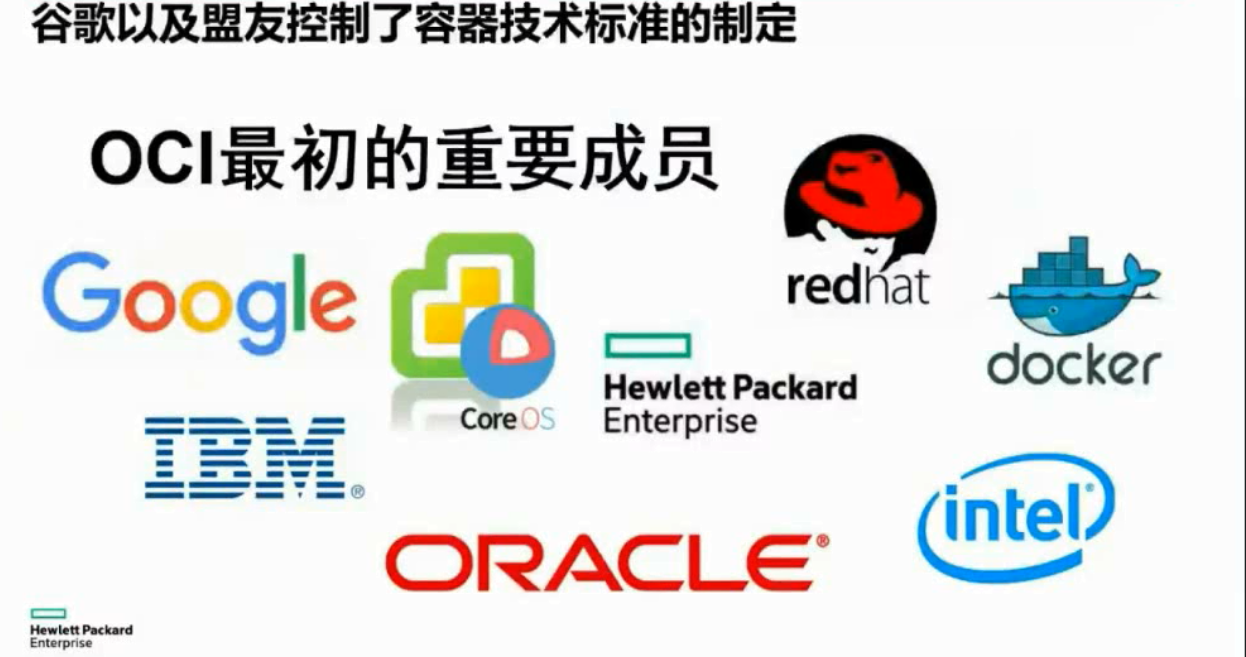 谷歌以及盟友控制了容器技术标准的制定
OCI最初的重要成员
redhat
Google
docker
Hewlett Packard
Enterprise
CoreOS
IBM®
intel®
ORACLE®
Hewlett Packard
Enterprise